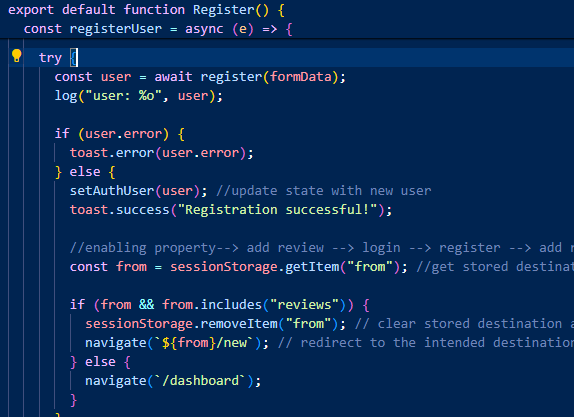 export default function Register() {
const registerUser = async (e) => {
try {
const user = await register(formData);
log("user: %o", user);
if (user.error) {
toast.error(user.error);
} else {
setAuthUser(user); //update state with new user
toast.success("Registration successful!");
//enabling property--> add review --> login --> register --> add r
const from = sessionStorage.getItem("from"); //get stored destinat
if (from && from.includes("reviews")) {
sessionStorage.removeItem("from"); // clear stored destination a
navigate(`${from}/new`); // redirect to the intended destination
} else {
navigate(`/dashboard`);
}